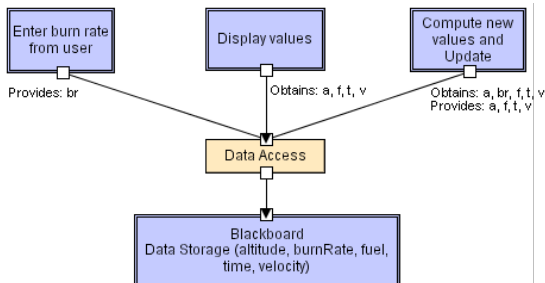 Enter burn rate
from user
Display values
Compute new
values and
Update
Provides: br
Obtains: a, f, t, v
Obtains: a, br, f, t, v
Provides: a, f, t, v
Data Access
Blackboard
Data Storage (altitude, burnRate, fuel,
time, velocity)